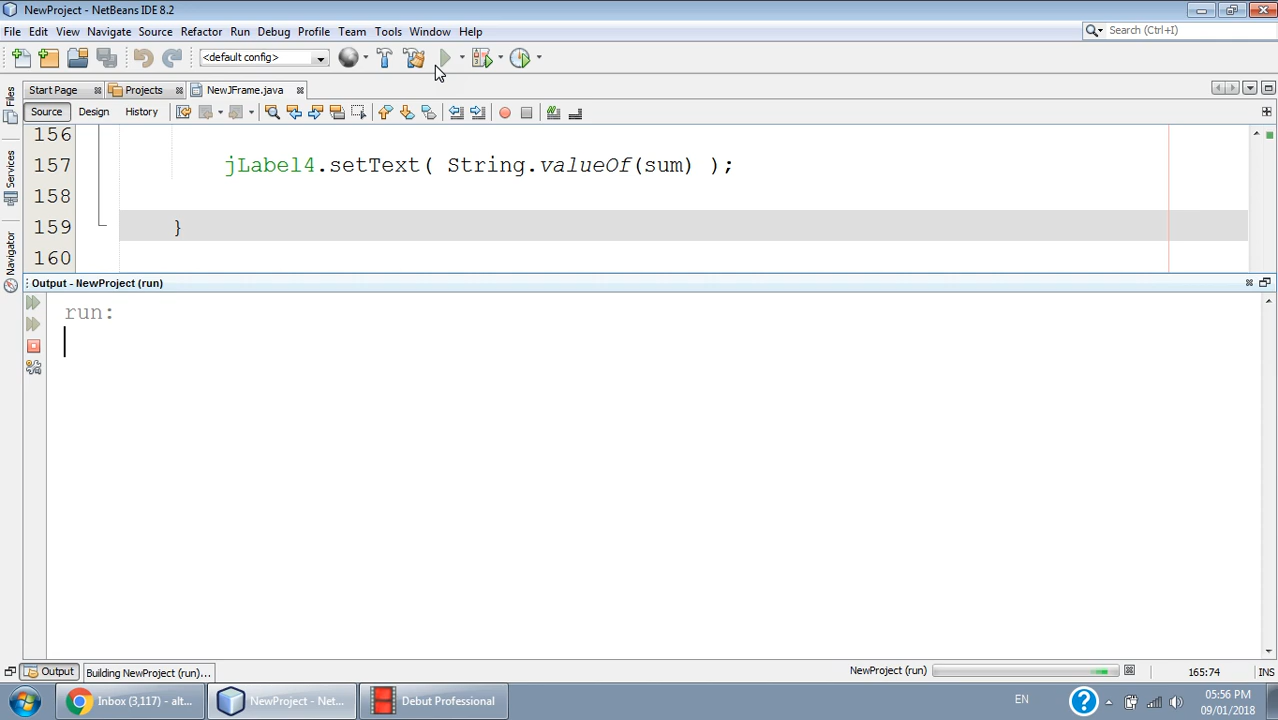 NewProject - NetBeans IDE 8.2
File Edit View Navigate Source Refactor Run Debug Profile Team Tools Window Help
Search (Ctrl+I)
<default config>
Start Page Projects NewJFrame.java
Source Design History
Files
Services
Navigator
156
157 jLabel4.setText( String.valueOf(sum) );
158
159 }
160
Output - NewProject (run)
run:
Output Building NewProject (run)... NewProject (run) 165:74 INS
Inbox (3,117) - alt... NewProject - Net... Debut Professional EN 05:56 PM
09/01/2018